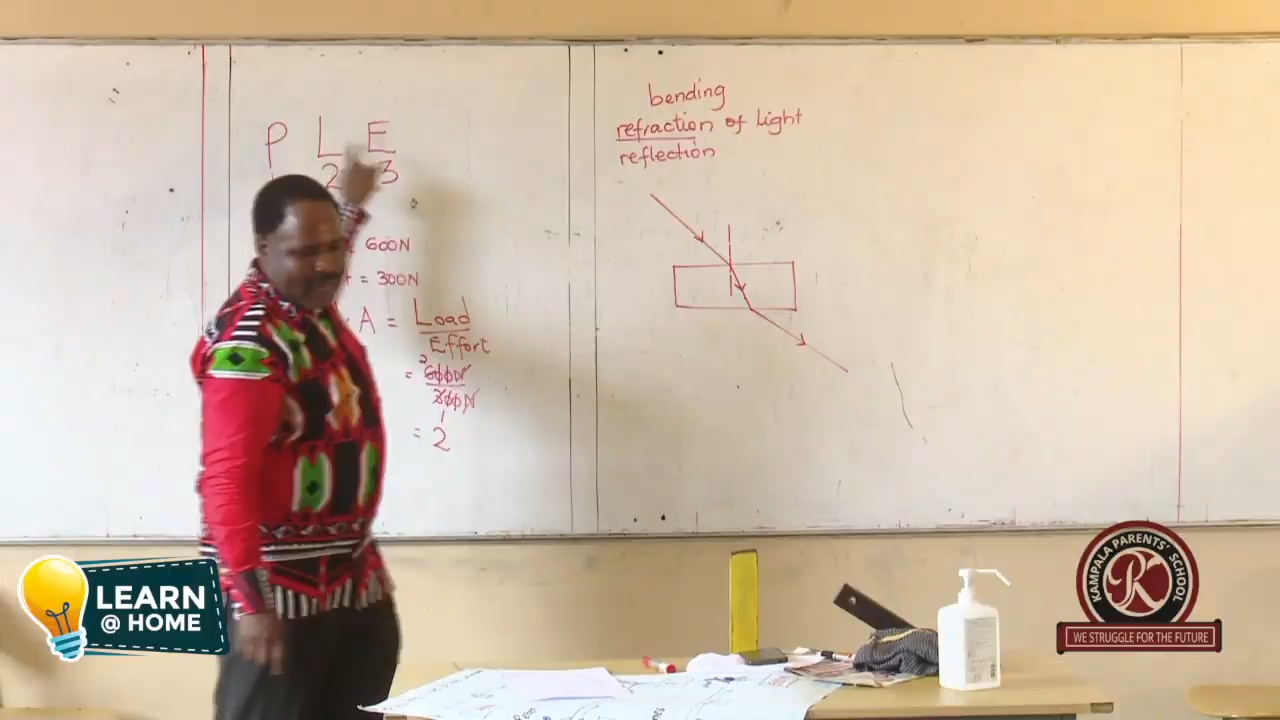 P L E
2 3
600N
= 300N
A = Load
Effort
= 2
600N
300N
1
= 2
bending
refraction of light
reflection
LEARN
@ HOME
KAMPALA PARENTS' SCHOOL
WE STRUGGLE FOR THE FUTURE